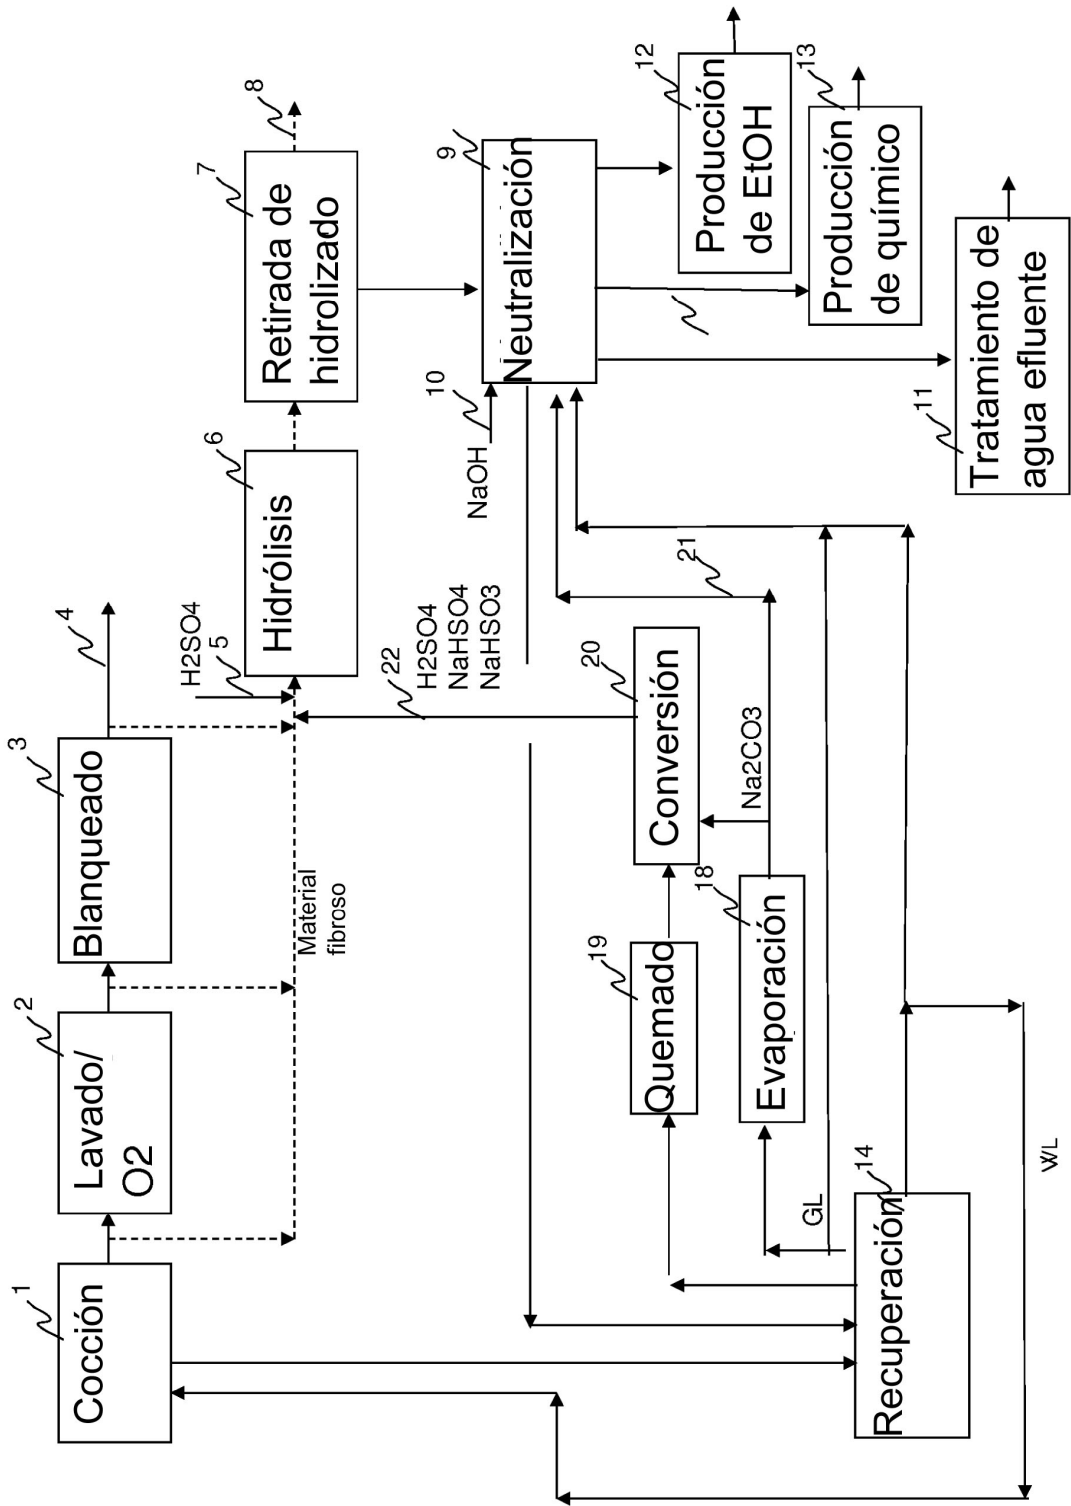 1
Cocción
2
Lavado/
O2
3
Blanqueado
4
H2SO4
5
Material
fibroso
6
Hidrólisis
7
Retirada de
hidrolizado
8
22
H2SO4
NaHSO4
NaHSO3
NaOH
10
9
Neutralización
19
Quemado
20
Conversión
18
Evaporación
Na2CO3
21
12
Producción
de EtOH
13
Producción
de químico
11
Tratamiento de
agua efluente
GL
14
Recuperación
WL